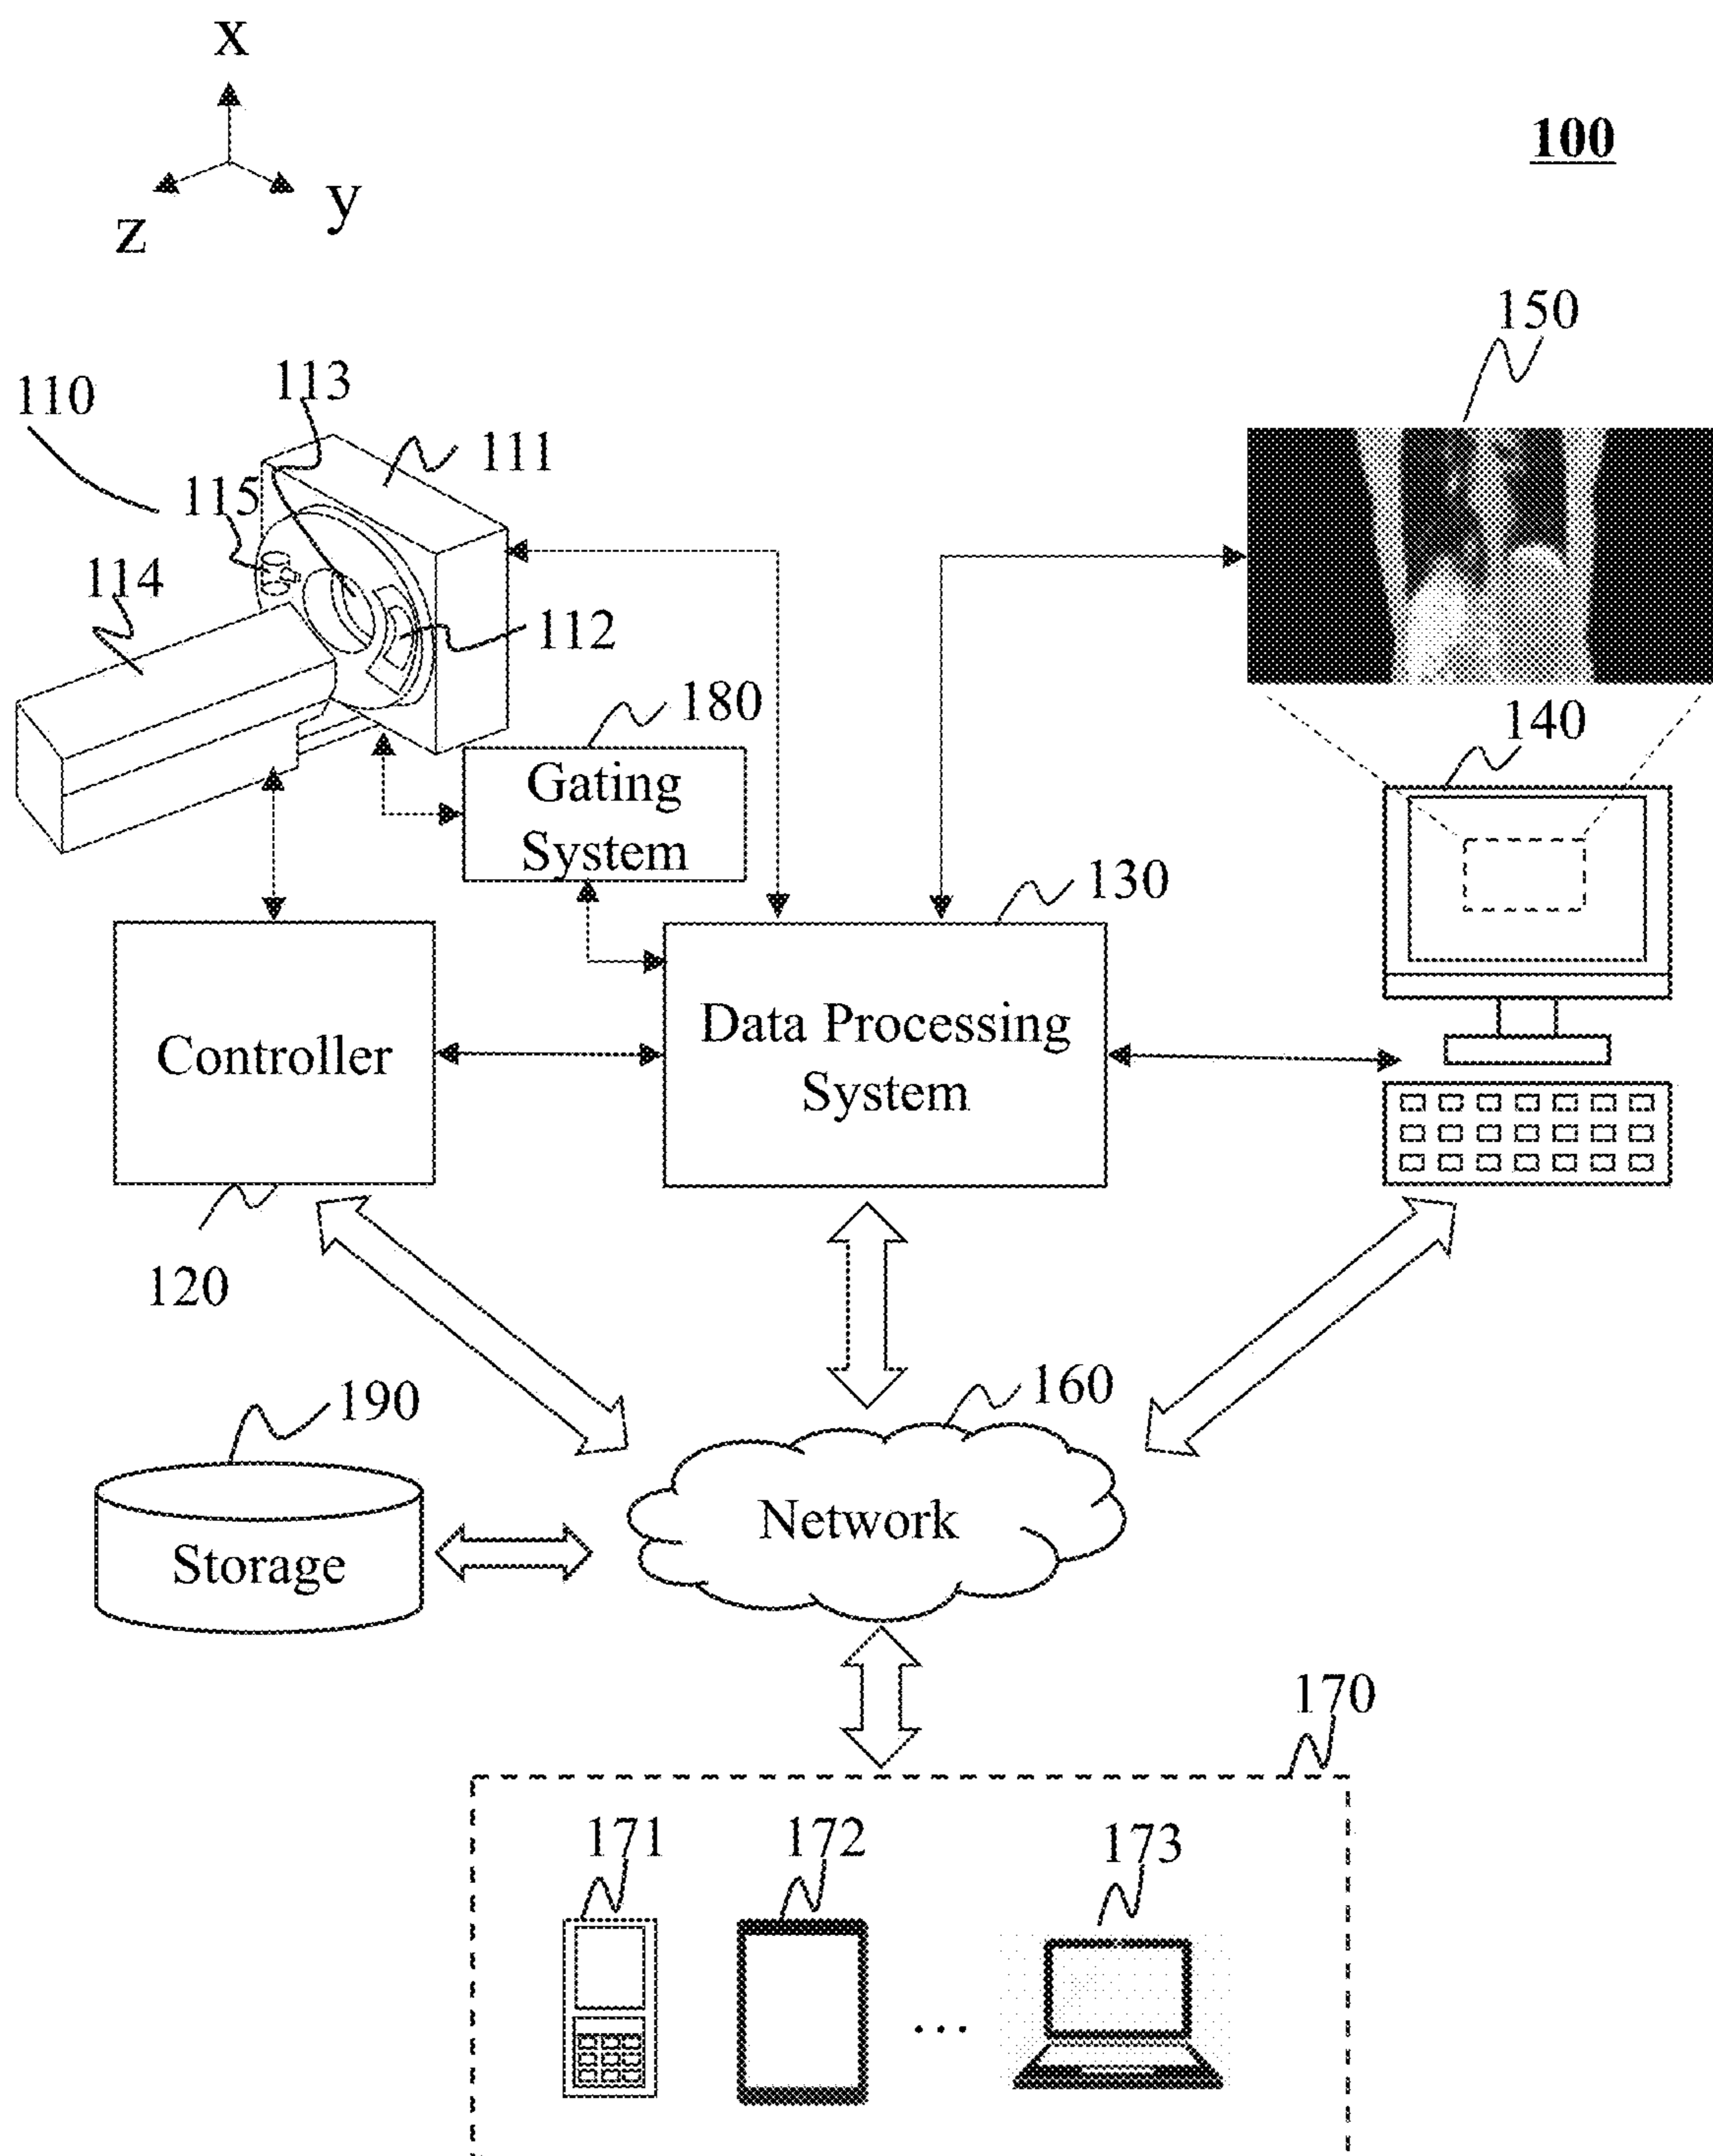 x
100
z
y
150
113
110
111
115
114
112
180
140
Gating
System
130
Controller
Data Processing
System
120
190
160
Network
Storage
170
171
172
173
...